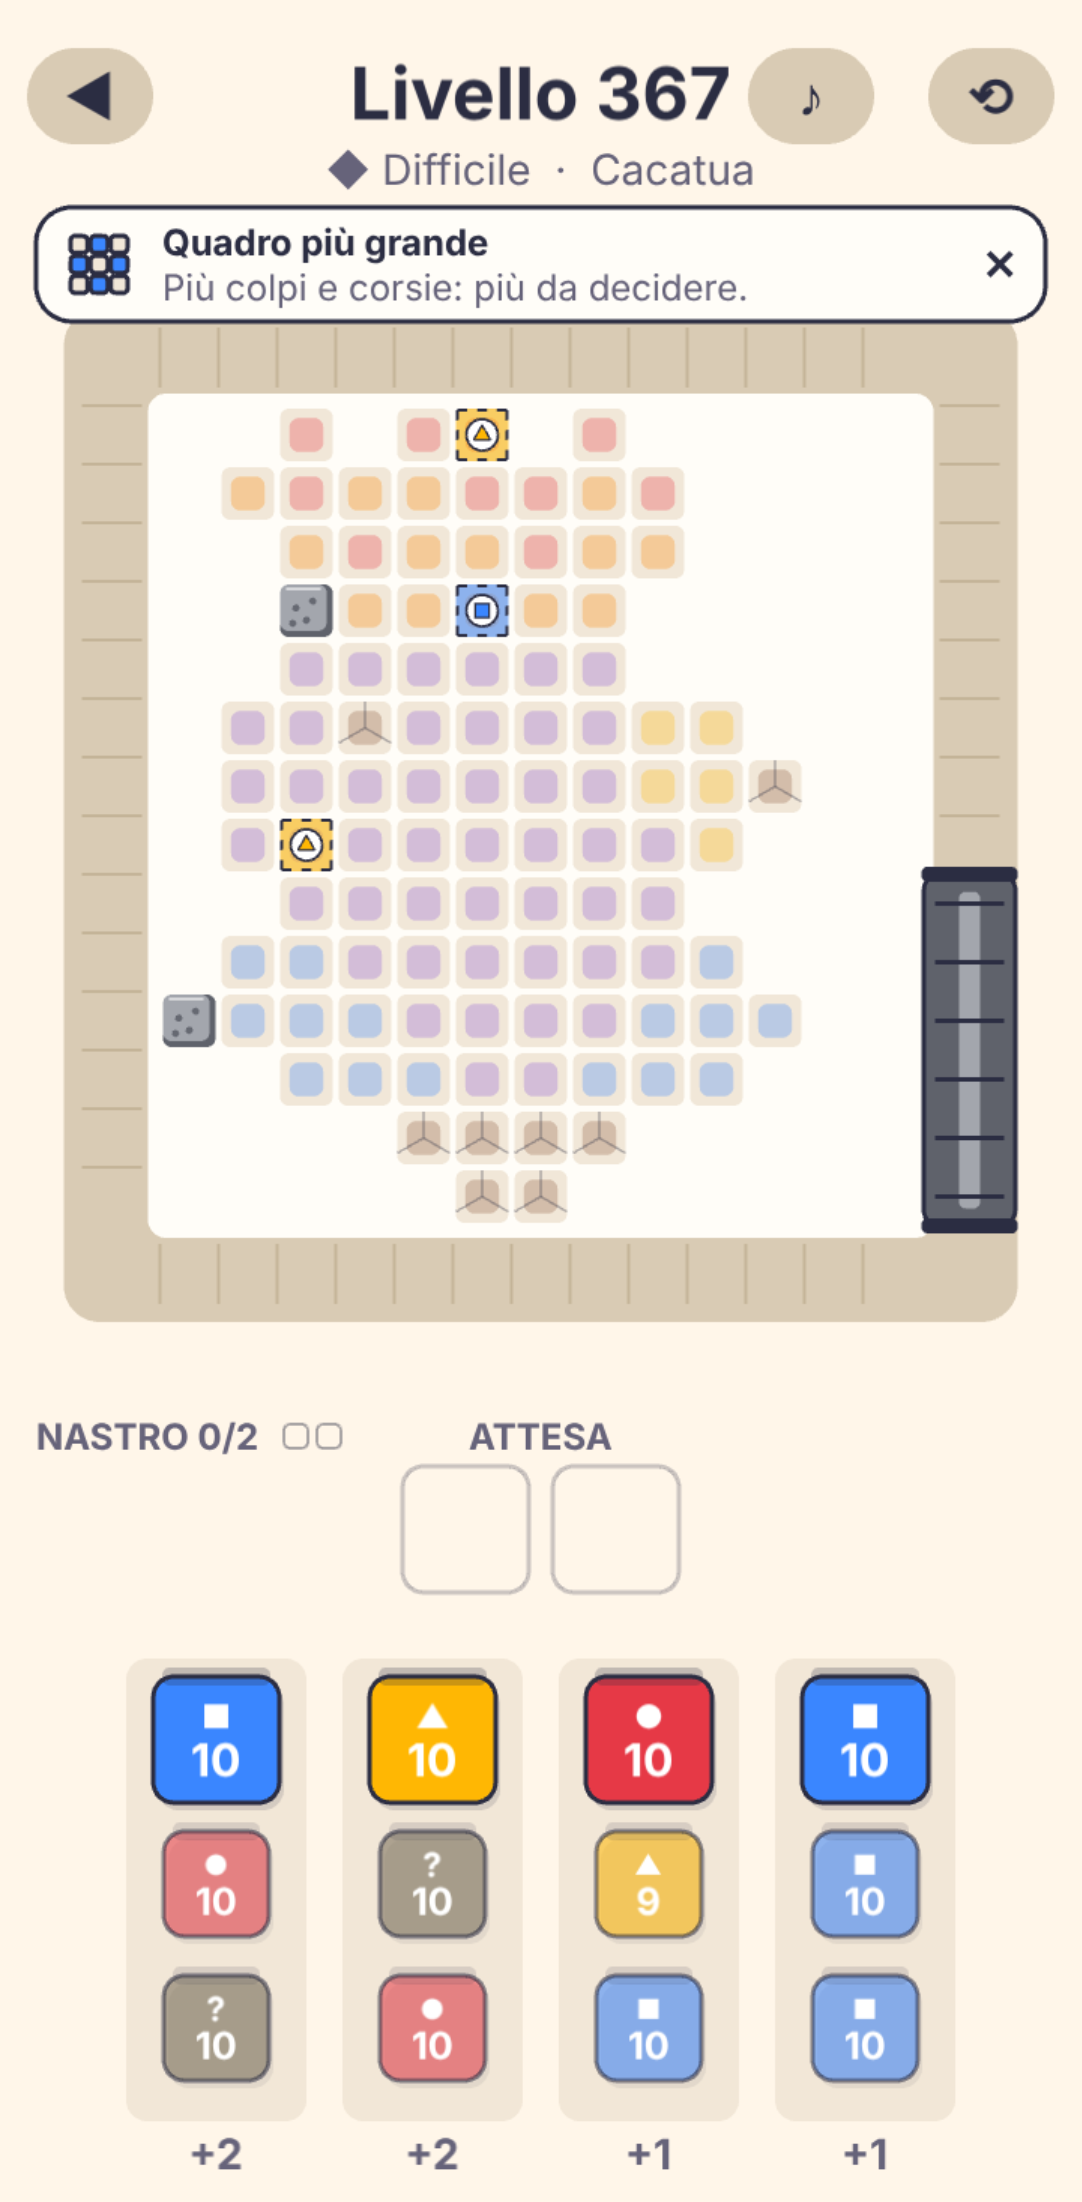 Livello 367
Difficile · Cacatua
Quadro più grande
Più colpi e corsie: più da decidere.
NASTRO 0/2
ATTESA
10 10 10 10
10 ?10 9 10
?10 10 10 10
+2 +2 +1 +1